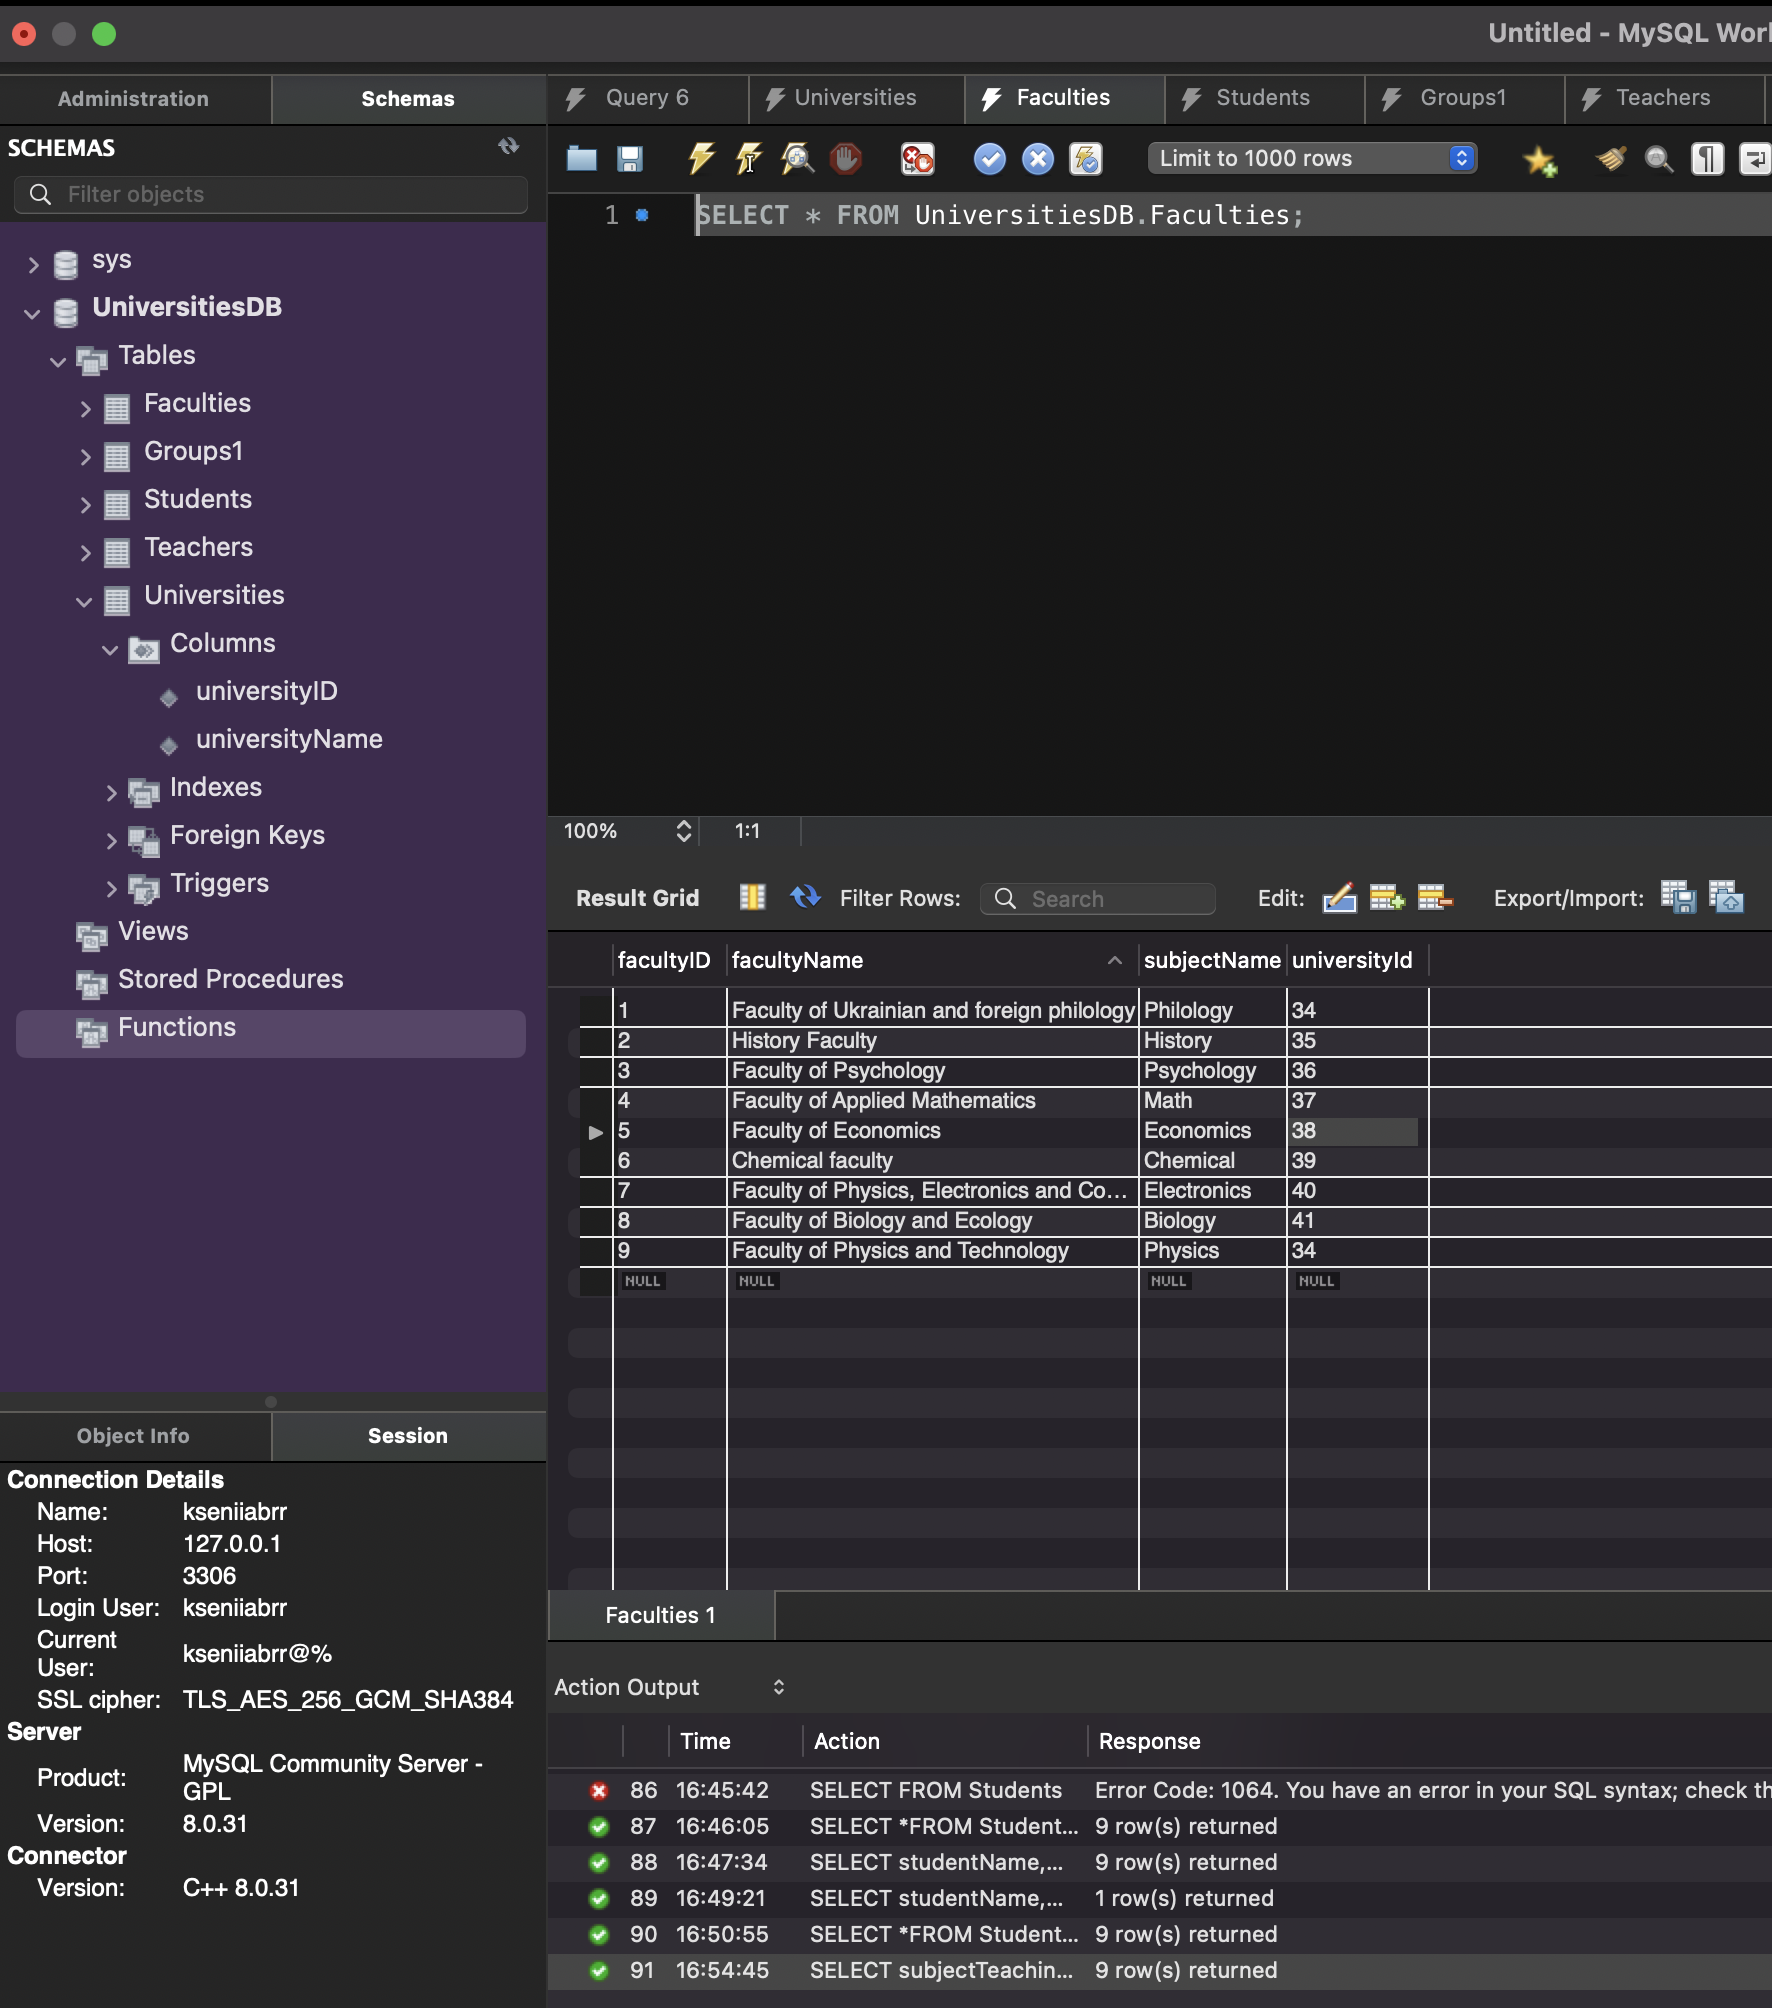 Untitled - MySQL Worl
Administration
Schemas
Query 6
Universities
Faculties
Students
Groups1
Teachers
SCHEMAS
Filter objects
Limit to 1000 rows
1 SELECT * FROM UniversitiesDB.Faculties;
sys
UniversitiesDB
Tables
Faculties
Groups1
Students
Teachers
Universities
Columns
universityID
universityName
Indexes
Foreign Keys
Triggers
Views
Stored Procedures
Functions
100% 1:1
Result Grid Filter Rows: Search Edit: Export/Import:
facultyID facultyName subjectName universityId
1 Faculty of Ukrainian and foreign philology Philology 34
2 History Faculty History 35
3 Faculty of Psychology Psychology 36
4 Faculty of Applied Mathematics Math 37
5 Faculty of Economics Economics 38
6 Chemical faculty Chemical 39
7 Faculty of Physics, Electronics and Co... Electronics 40
8 Faculty of Biology and Ecology Biology 41
9 Faculty of Physics and Technology Physics 34
NULL NULL NULL NULL
Object Info
Session
Connection Details
Name: kseniiabrr
Host: 127.0.0.1
Port: 3306
Login User: kseniiabrr
Current
User: kseniiabrr@%
SSL cipher: TLS_AES_256_GCM_SHA384
Server
Product: MySQL Community Server -
GPL
Version: 8.0.31
Connector
Version: C++ 8.0.31
Faculties 1
Action Output
Time Action Response
86 16:45:42 SELECT FROM Students Error Code: 1064. You have an error in your SQL syntax; check th
87 16:46:05 SELECT *FROM Student... 9 row(s) returned
88 16:47:34 SELECT studentName,... 9 row(s) returned
89 16:49:21 SELECT studentName,... 1 row(s) returned
90 16:50:55 SELECT *FROM Student... 9 row(s) returned
91 16:54:45 SELECT subjectTeachin... 9 row(s) returned